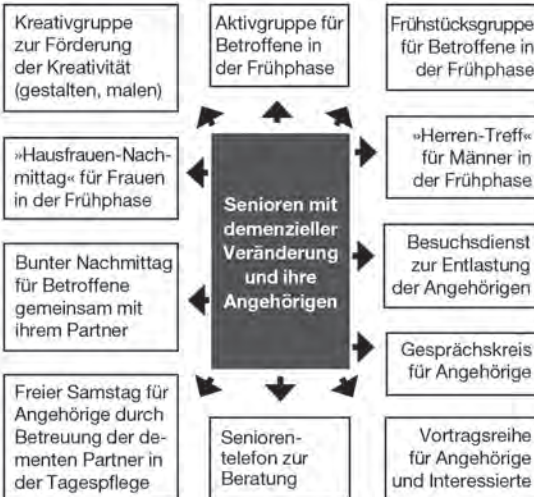 Kreativgruppe
zur Förderung
der Kreativität
(gestalten, malen)
Aktivgruppe für
Betroffene in
der Frühphase
Frühstücksgruppe
für Betroffene in
der Frühphase
»Hausfrauen-Nach-
mittag« für Frauen
in der Frühphase
Senioren mit
demenzieller
Veränderung
und ihre
Angehörigen
»Herren-Treff«
für Männer in
der Frühphase
Bunter Nachmittag
für Betroffene
gemeinsam mit
ihrem Partner
Besuchsdienst
zur Entlastung
der Angehörigen
Gesprächskreis
für Angehörige
Freier Samstag für
Angehörige durch
Betreuung der de-
menten Partner in
der Tagespflege
Senioren-
telefon zur
Beratung
Vortragsreihe
für Angehörige
und Interessierte